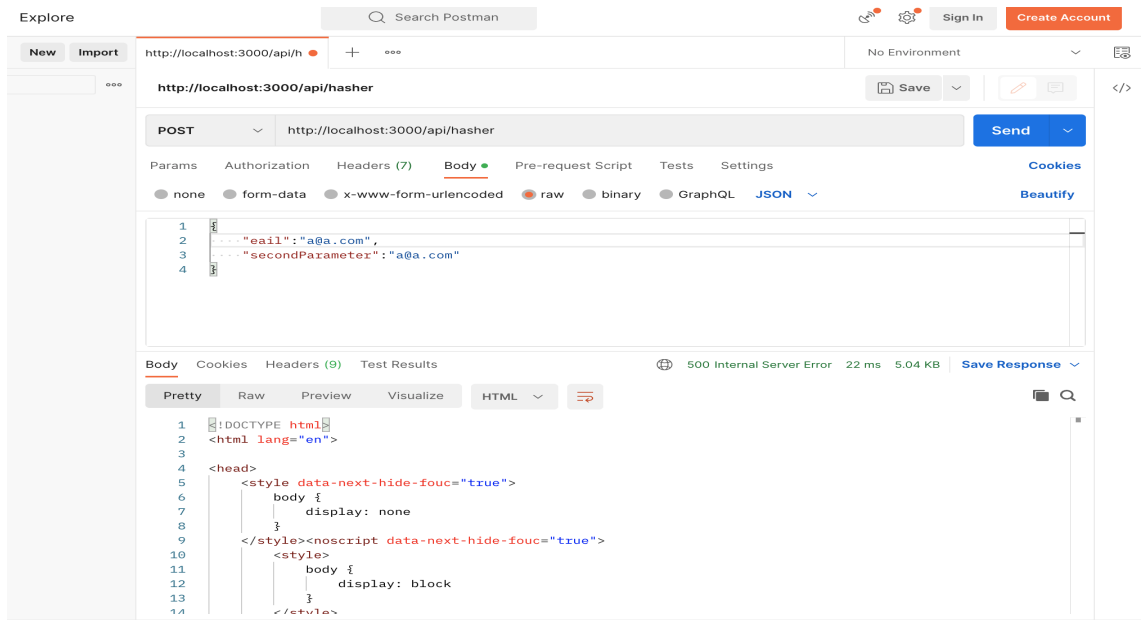 Explore
Search Postman
Sign In
Create Account
New Import
http://localhost:3000/api/h
No Environment
http://localhost:3000/api/hasher
Save
</>
POST http://localhost:3000/api/hasher
Send
Params Authorization Headers (7) Body Pre-request Script Tests Settings Cookies
none form-data x-www-form-urlencoded raw binary GraphQL JSON Beautify
1 {
2 ····"eail":"a@a.com",
3 ····"secondParameter":"a@a.com"
4 }
Body Cookies Headers (9) Test Results 500 Internal Server Error 22 ms 5.04 KB Save Response
Pretty Raw Preview Visualize HTML
1 <!DOCTYPE html>
2 <html lang="en">
3
4 <head>
5 <style data-next-hide-fouc="true">
6 body {
7 display: none
8 }
9 </style><noscript data-next-hide-fouc="true">
10 <style>
11 body {
12 display: block
13 }
14 </style>